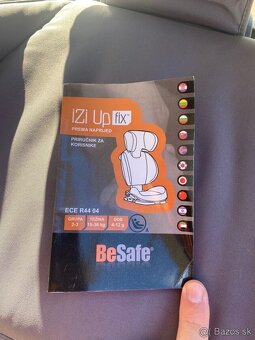 iZi Up fix
PREMA NAPRIJED
PRIRUČNIK ZA
KORISNIKE
ECE R44 04
GRUPA TEŽINA DOB
2-3 15-36 kg 4-12 g
BeSafe®
© Bazos.sk